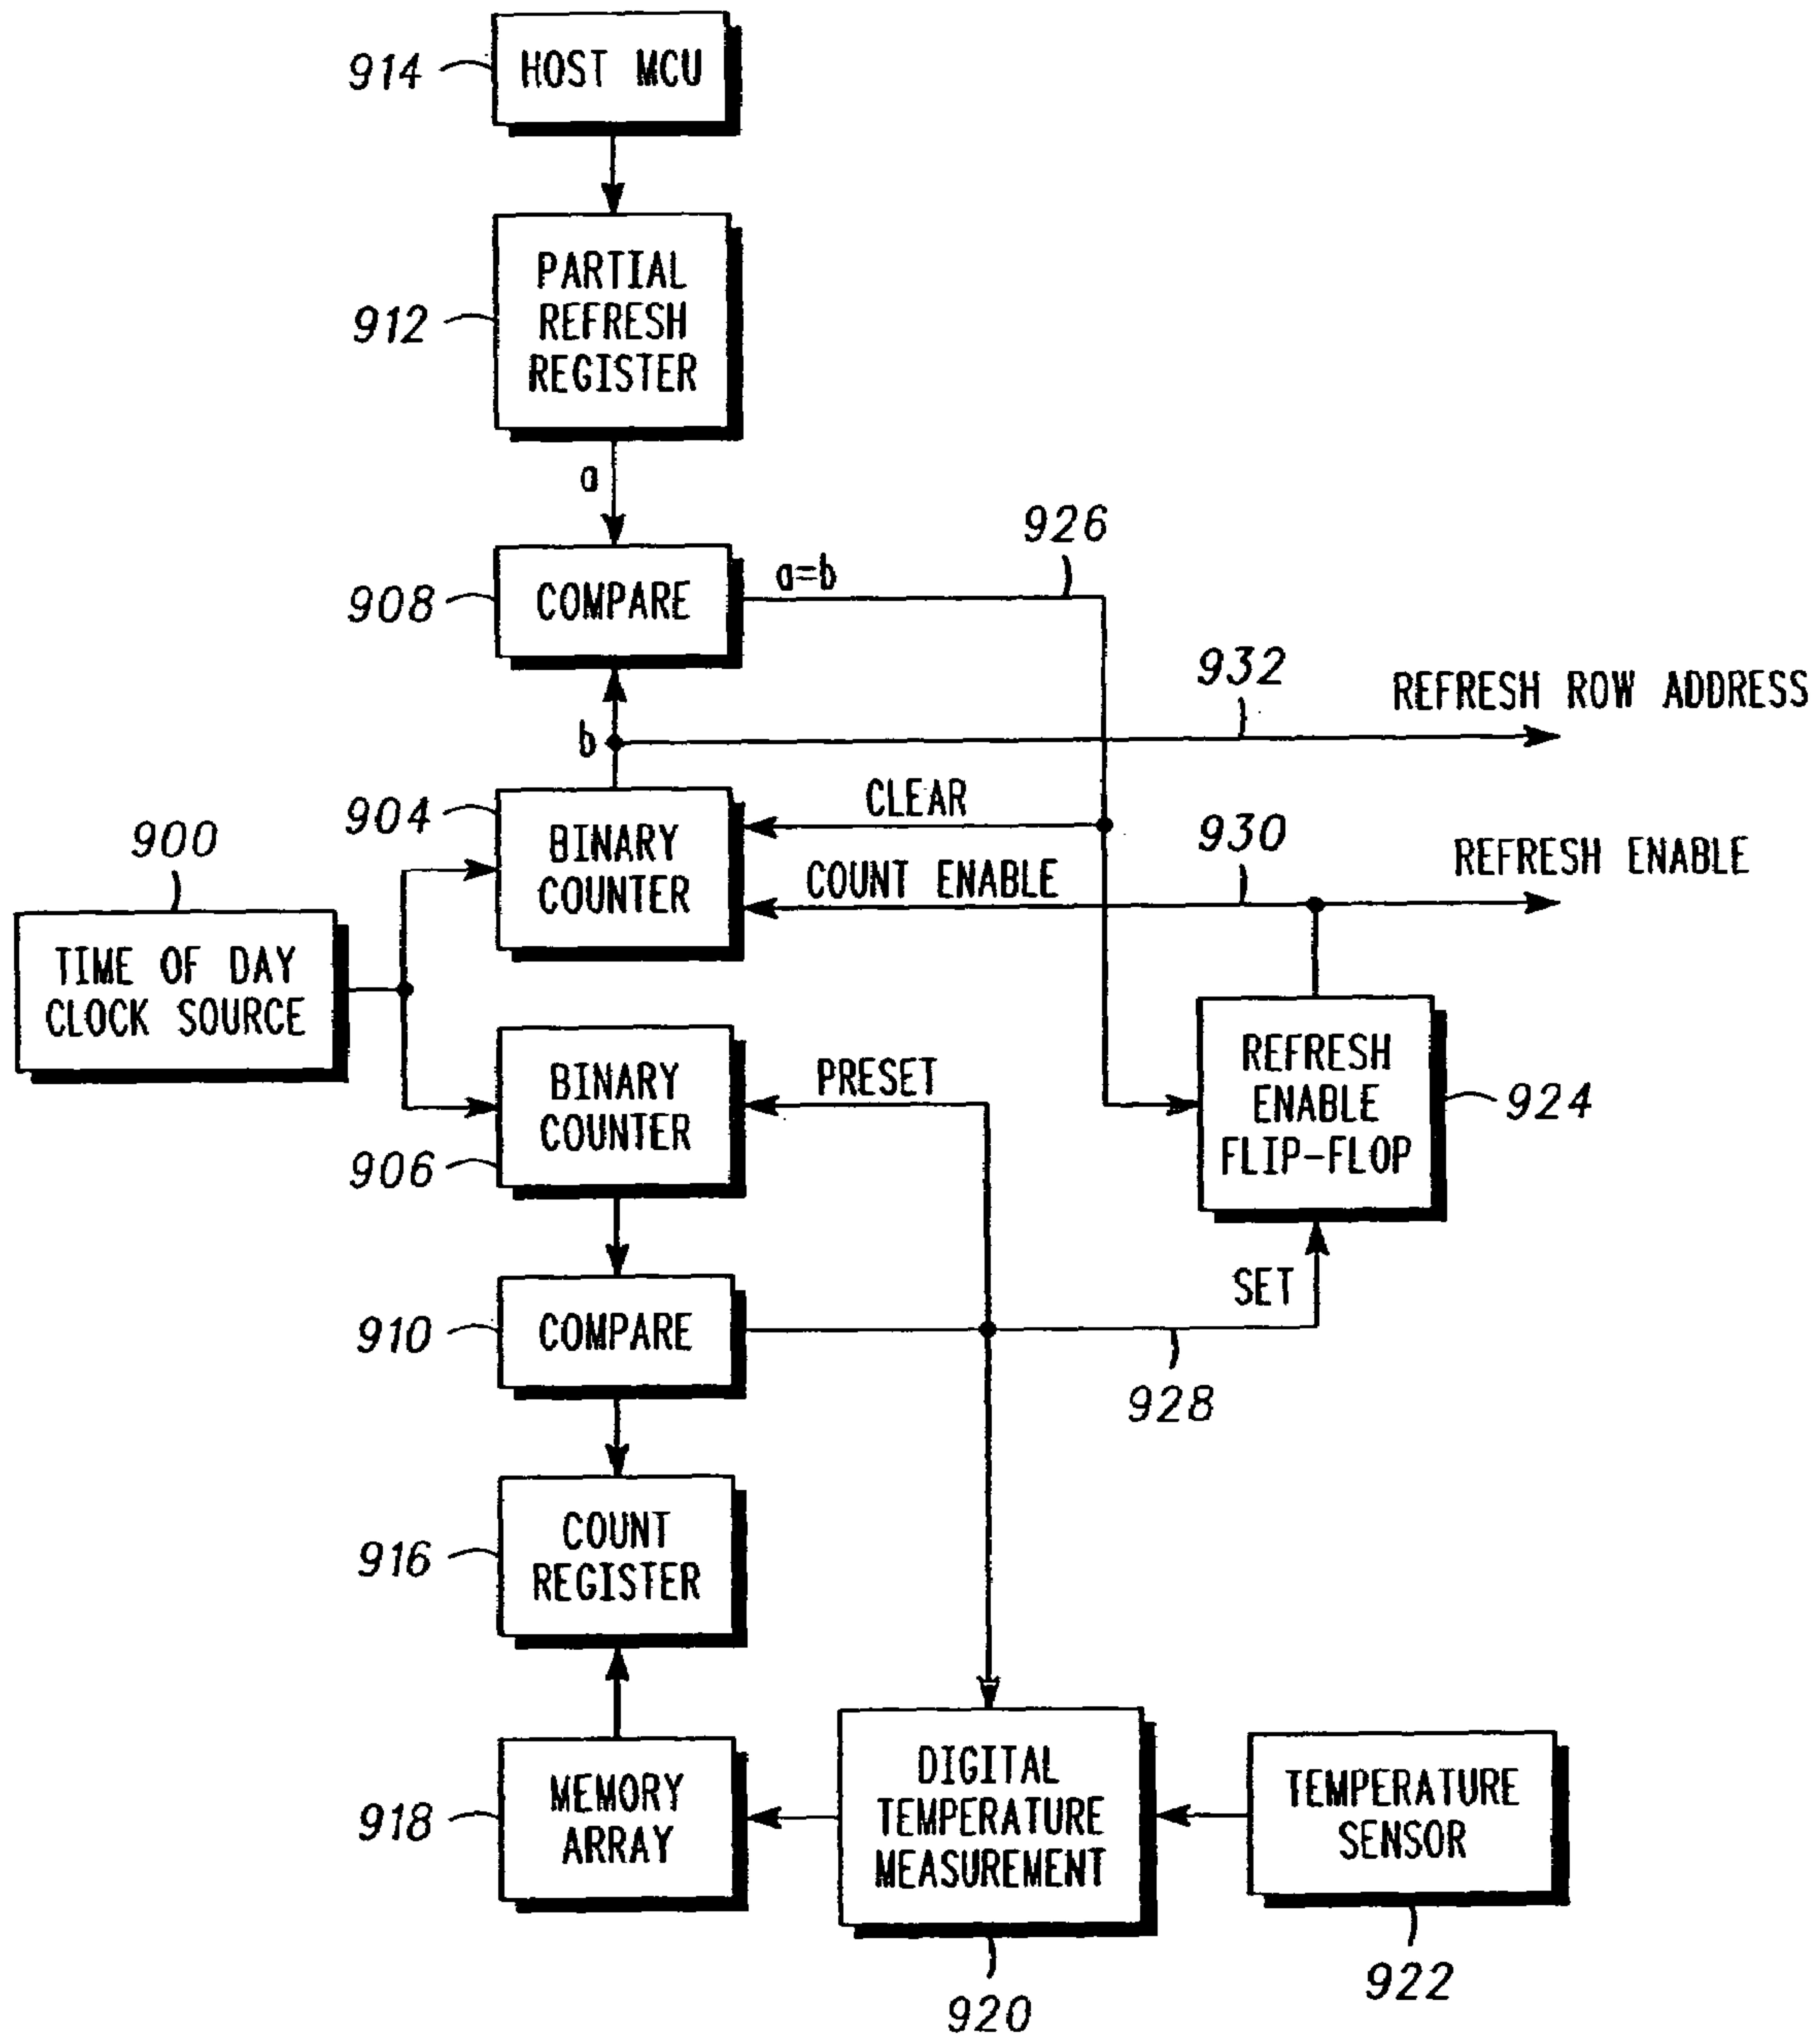 914
HOST MCU
912
PARTIAL
REFRESH
REGISTER
a
926
908
COMPARE
a=b
932
REFRESH ROW ADDRESS
b
904
BINARY
COUNTER
CLEAR
930
REFRESH ENABLE
COUNT ENABLE
900
TIME OF DAY
CLOCK SOURCE
BINARY
COUNTER
906
PRESET
REFRESH
ENABLE
FLIP-FLOP
924
SET
910
COMPARE
928
916
COUNT
REGISTER
918
MEMORY
ARRAY
DIGITAL
TEMPERATURE
MEASUREMENT
TEMPERATURE
SENSOR
920
922